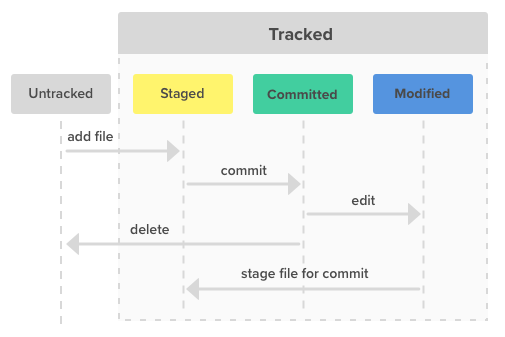 Tracked
Untracked
Staged
Committed
Modified
add file
commit
edit
delete
stage file for commit